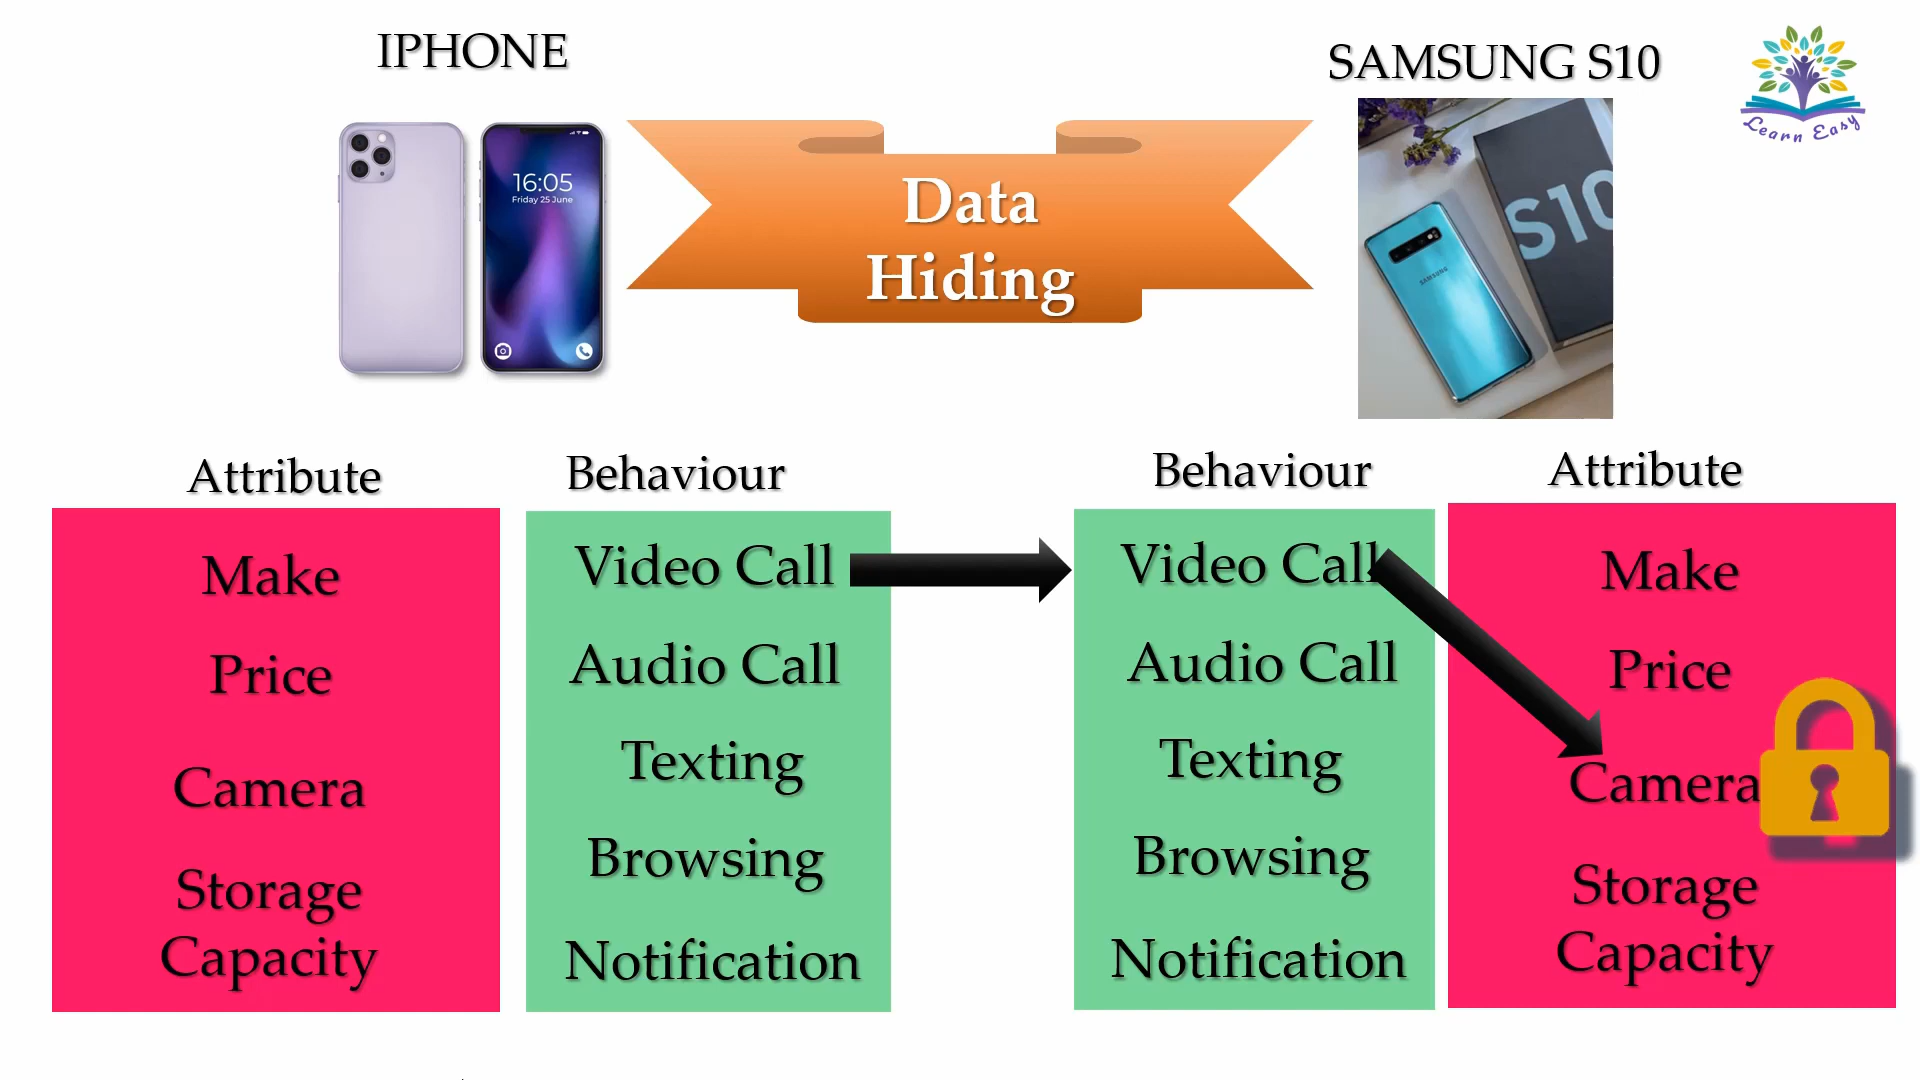 IPHONE
SAMSUNG S10
Learn Easy
16:05
Friday 25 June
Data
Hiding
S10
SAMSUNG
Attribute
Behaviour
Behaviour
Attribute
Make
Price
Camera
Storage
Capacity
Video Call
Audio Call
Texting
Browsing
Notification
Video Call
Audio Call
Texting
Browsing
Notification
Make
Price
Camera
Storage
Capacity